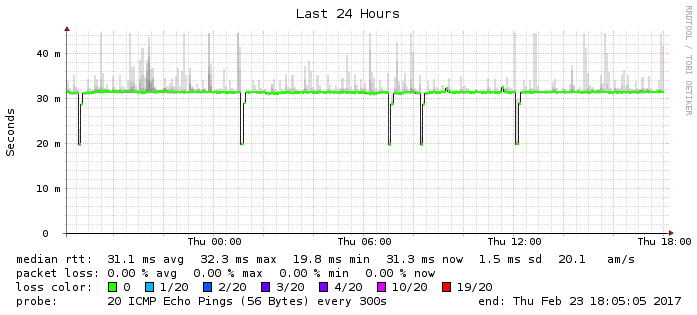 Last 24 Hours
RRDTOOL / TOBI OETIKER
Seconds
40 m
30 m
20 m
10 m
0
Thu 00:00 Thu 06:00 Thu 12:00 Thu 18:00
median rtt: 31.1 ms avg 32.3 ms max 19.8 ms min 31.3 ms now 1.5 ms sd 20.1 am/s
packet loss: 0.00 % avg 0.00 % max 0.00 % min 0.00 % now
loss color: 0 1/20 2/20 3/20 4/20 10/20 19/20
probe: 20 ICMP Echo Pings (56 Bytes) every 300s end: Thu Feb 23 18:05:05 2017